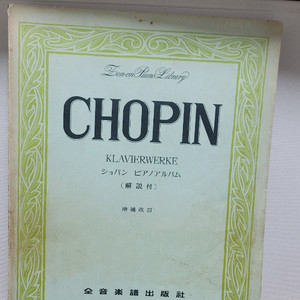 Zen-on Piano Library
CHOPIN
KLAVIERWERKE
ショパン ピアノアルバム
(解説付)
増補改訂
全音楽譜出版社